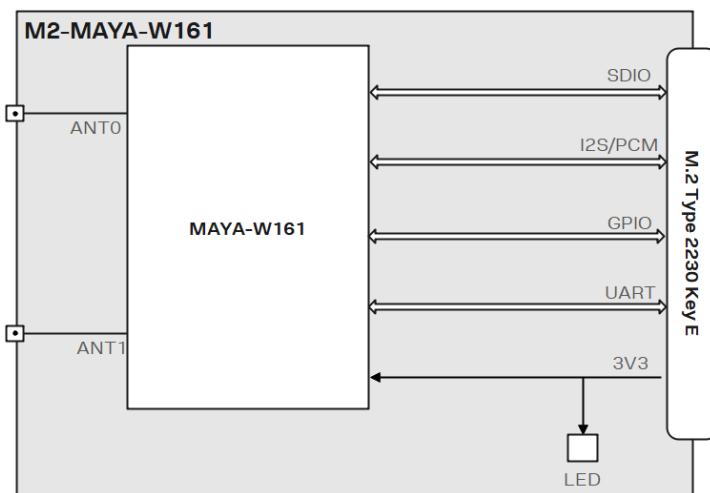 M2-MAYA-W161
SDIO
ANT0
I2S/PCM
MAYA-W161
GPIO
M.2 Type 2230 Key E
UART
ANT1
3V3
LED